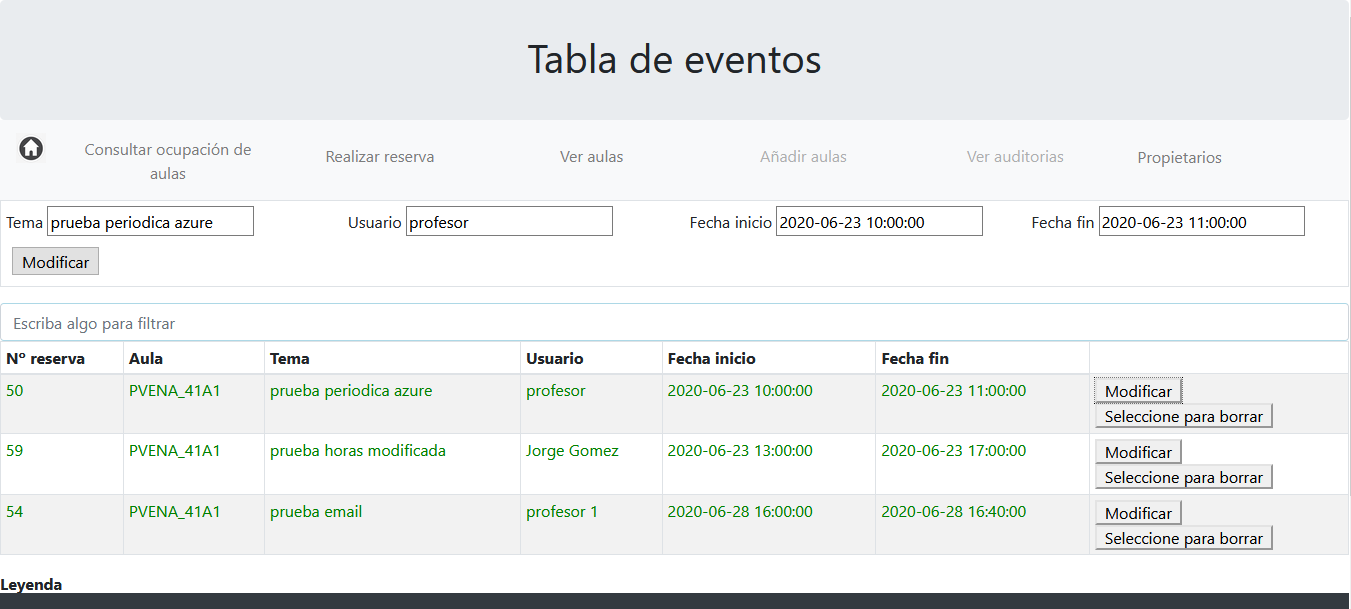 Tabla de eventos
Consultar ocupación de
aulas
Realizar reserva
Ver aulas
Añadir aulas
Ver auditorias
Propietarios
Tema prueba periodica azure Usuario profesor Fecha inicio 2020-06-23 10:00:00 Fecha fin 2020-06-23 11:00:00
Modificar
Escriba algo para filtrar
Nº reserva Aula Tema Usuario Fecha inicio Fecha fin
50 PVENA_41A1 prueba periodica azure profesor 2020-06-23 10:00:00 2020-06-23 11:00:00 Modificar
Seleccione para borrar
59 PVENA_41A1 prueba horas modificada Jorge Gomez 2020-06-23 13:00:00 2020-06-23 17:00:00 Modificar
Seleccione para borrar
54 PVENA_41A1 prueba email profesor 1 2020-06-28 16:00:00 2020-06-28 16:40:00 Modificar
Seleccione para borrar
Leyenda